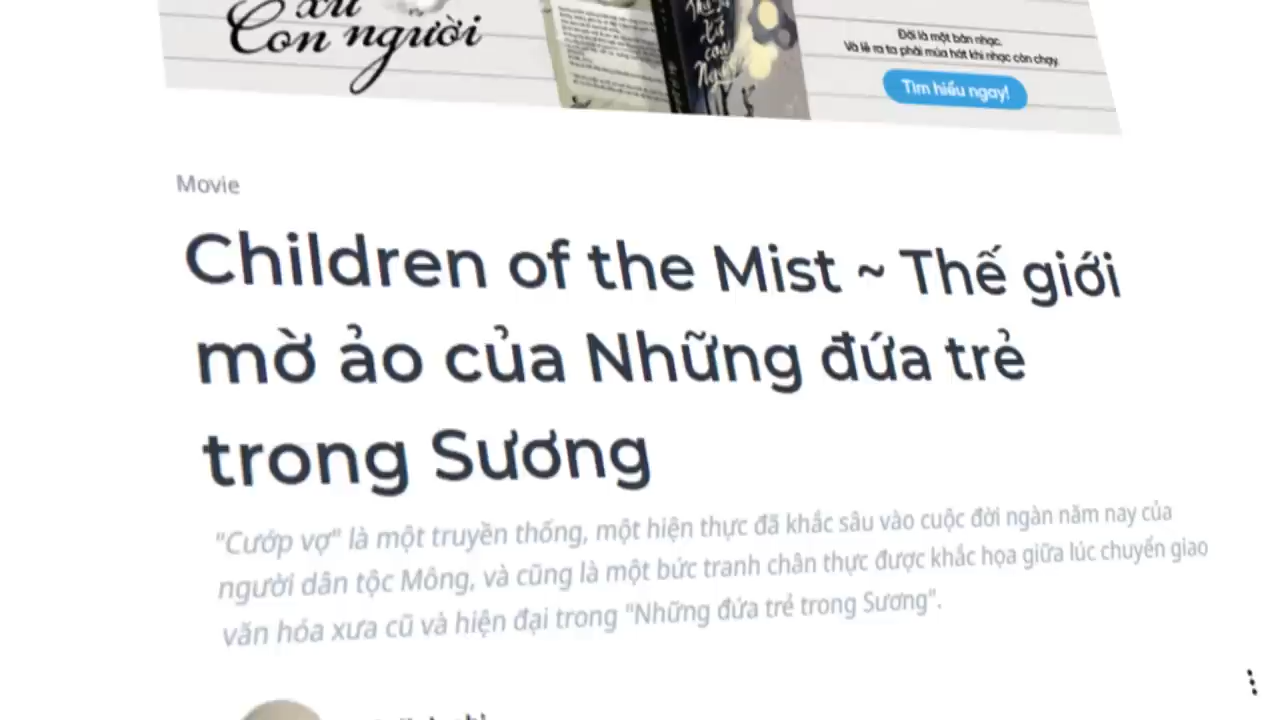 xứ
Con người
Đời là một bản nhạc.
Và lẽ ra ta phải múa hát khi nhạc còn chạy.
Tìm hiểu ngay!
Movie
Children of the Mist ~ Thế giới
mờ ảo của Những đứa trẻ
trong Sương
"Cướp vợ" là một truyền thống, một hiện thực đã khắc sâu vào cuộc đời ngàn năm nay của
người dân tộc Mông, và cũng là một bức tranh chân thực được khắc họa giữa lúc chuyển giao
văn hóa xưa cũ và hiện đại trong "Những đứa trẻ trong Sương".